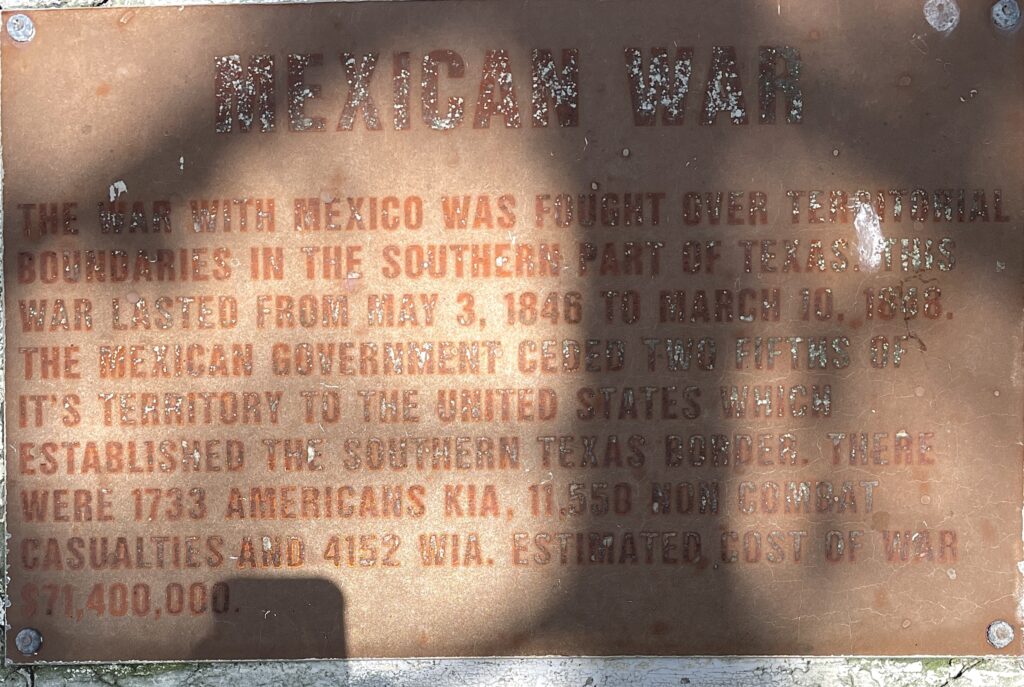 MEXICAN WAR
THE WAR WITH MEXICO WAS FOUGHT OVER TERRITORIAL
BOUNDARIES IN THE SOUTHERN PART OF TEXAS. THIS
WAR LASTED FROM MAY 3, 1846 TO MARCH 10, 1848.
THE MEXICAN GOVERNMENT CEDED TWO FIFTHS OF
IT'S TERRITORY TO THE UNITED STATES WHICH
ESTABLISHED THE SOUTHERN TEXAS BORDER. THERE
WERE 1733 AMERICANS KIA, 11,550 NON COMBAT
CASUALTIES AND 4152 WIA. ESTIMATED COST OF WAR
$71,400,000.